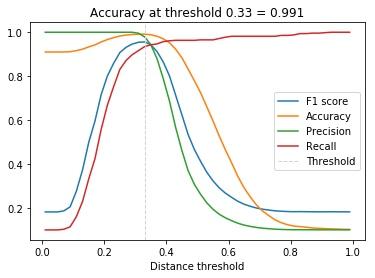 Accuracy at threshold 0.33 = 0.991
1.0
0.8
0.6
0.4
0.2
F1 score
Accuracy
Precision
Recall
Threshold
0.0 0.2 0.4 0.6 0.8 1.0
Distance threshold